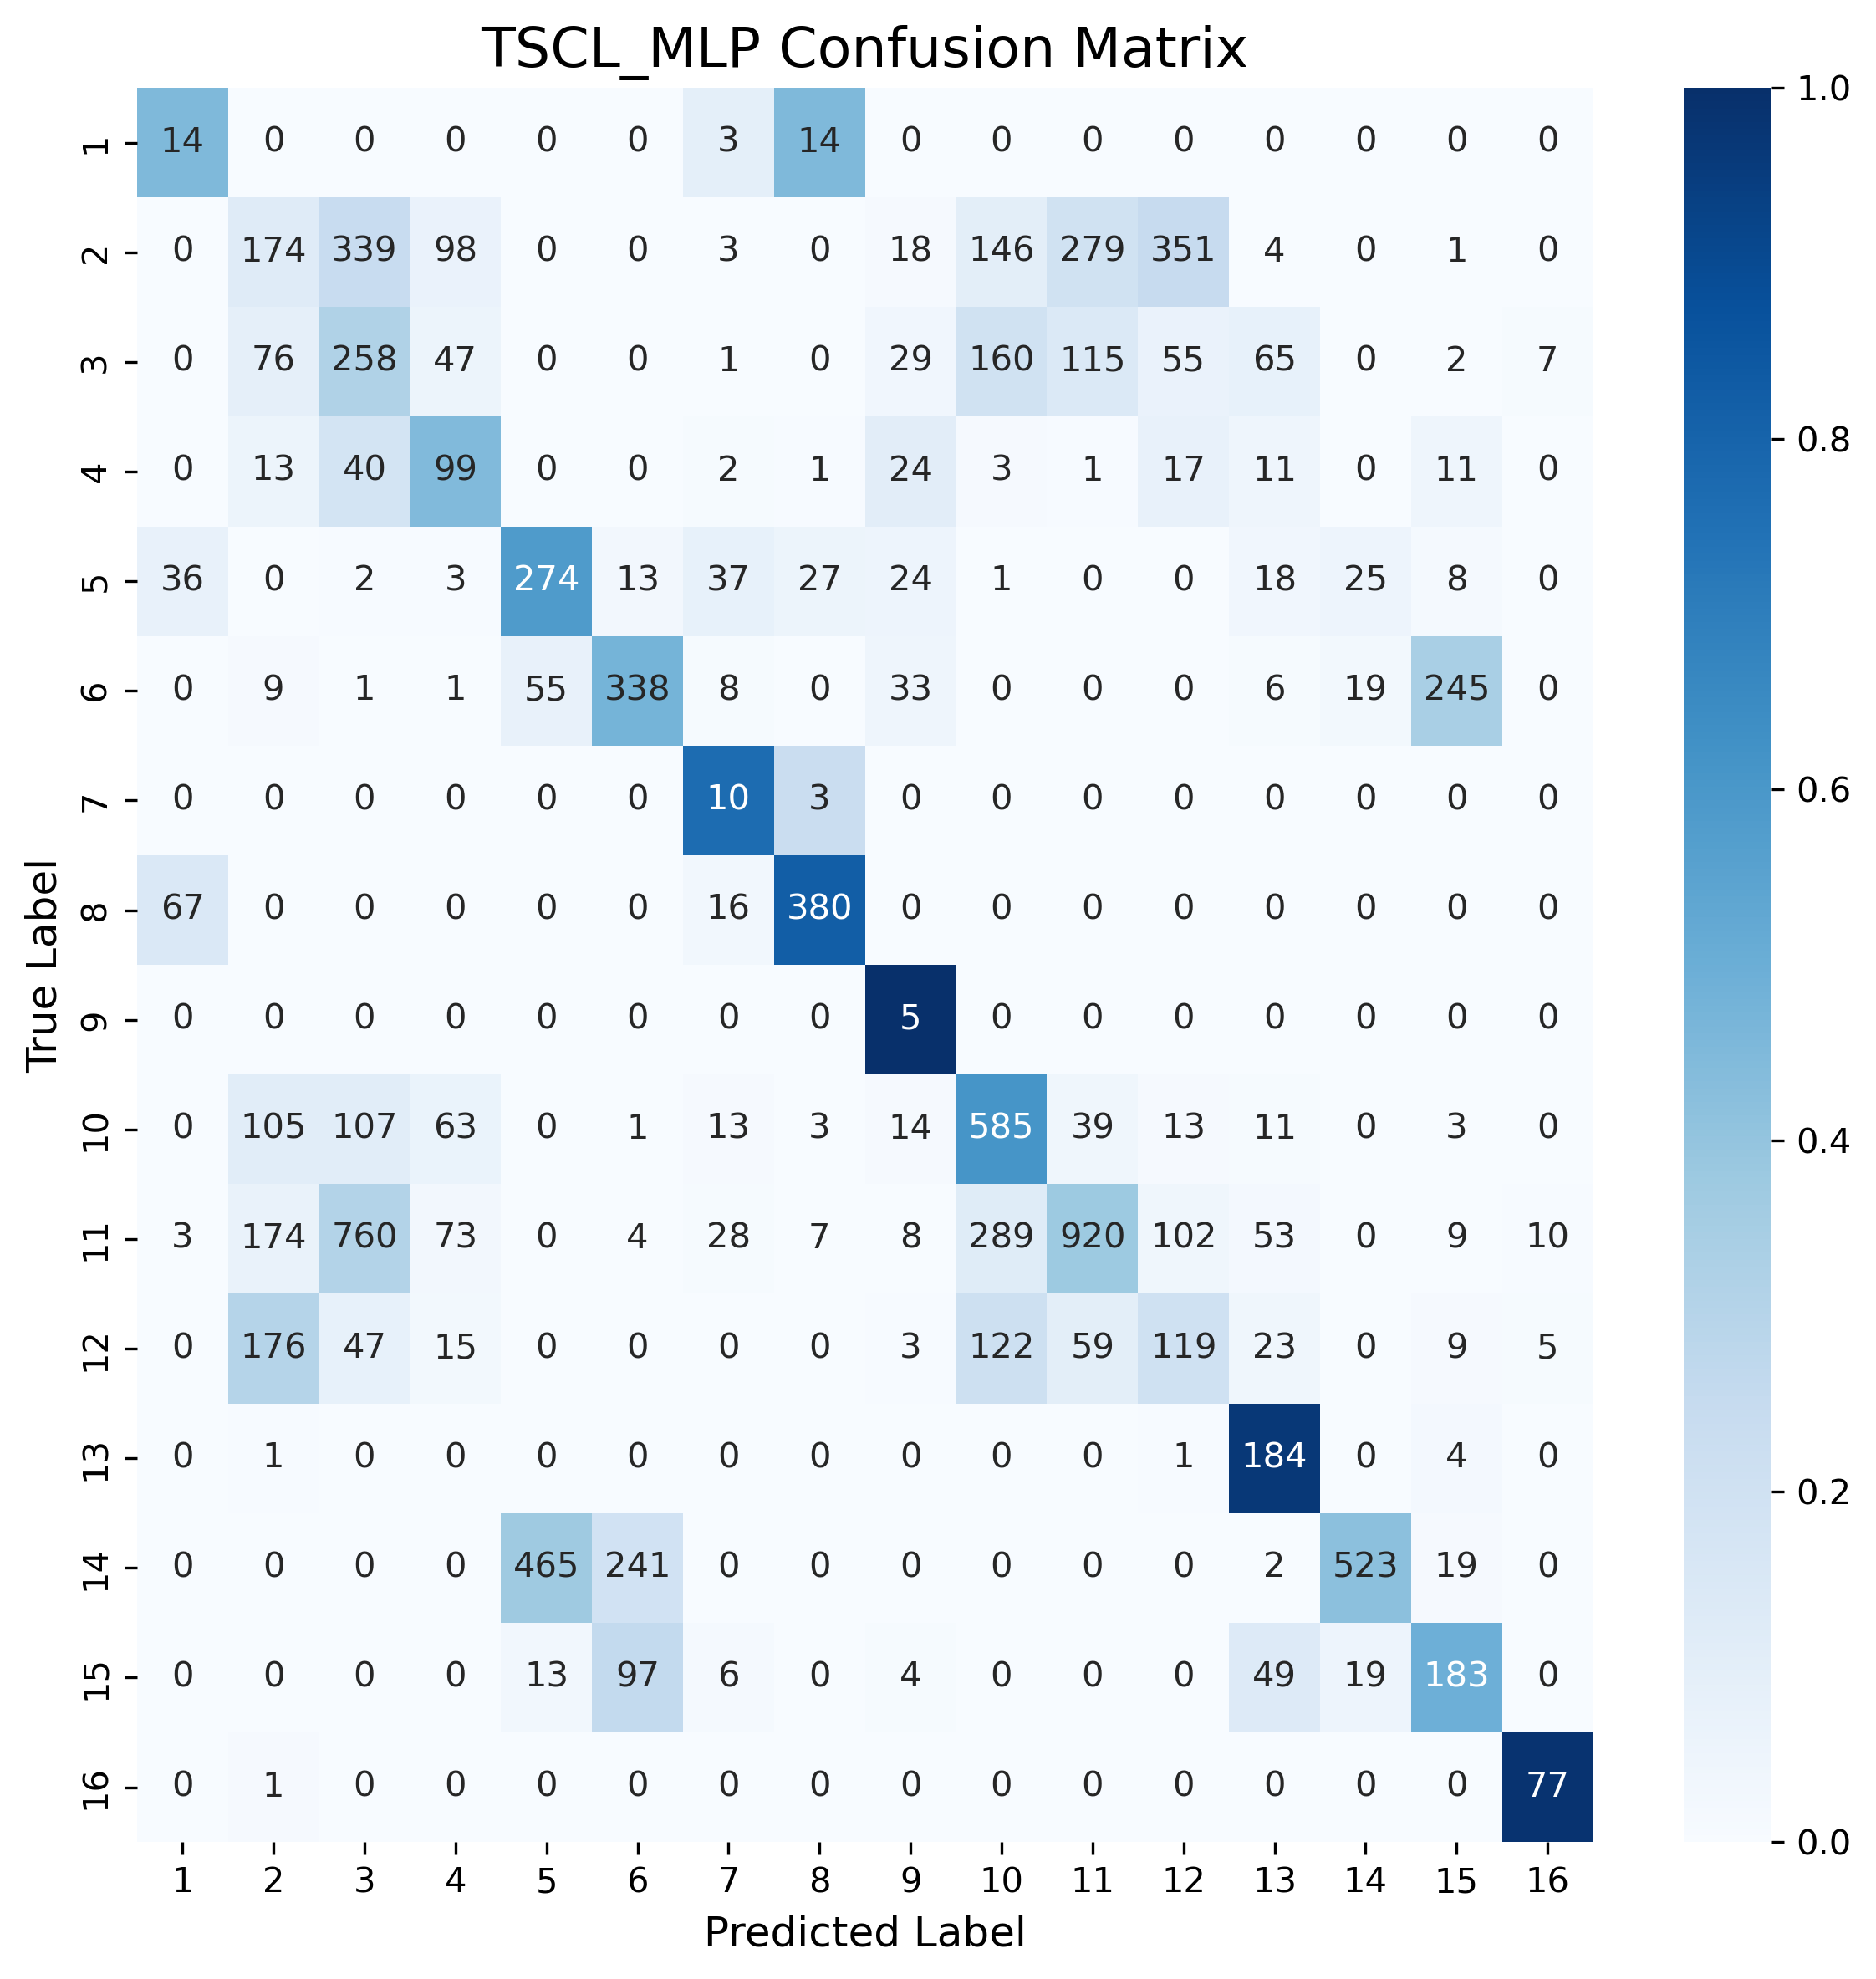 TSCL_MLP Confusion Matrix
1 14 0 0 0 0 0 3 14 0 0 0 0 0 0 0 0
2 0 174 339 98 0 0 3 0 18 146 279 351 4 0 1 0
3 0 76 258 47 0 0 1 0 29 160 115 55 65 0 2 7
4 0 13 40 99 0 0 2 1 24 3 1 17 11 0 11 0
5 36 0 2 3 274 13 37 27 24 1 0 0 18 25 8 0
6 0 9 1 1 55 338 8 0 33 0 0 0 6 19 245 0
7 0 0 0 0 0 0 10 3 0 0 0 0 0 0 0 0
8 67 0 0 0 0 0 16 380 0 0 0 0 0 0 0 0
9 0 0 0 0 0 0 0 0 5 0 0 0 0 0 0 0
10 0 105 107 63 0 1 13 3 14 585 39 13 11 0 3 0
11 3 174 760 73 0 4 28 7 8 289 920 102 53 0 9 10
12 0 176 47 15 0 0 0 0 3 122 59 119 23 0 9 5
13 0 1 0 0 0 0 0 0 0 0 0 1 184 0 4 0
14 0 0 0 0 465 241 0 0 0 0 0 0 2 523 19 0
15 0 0 0 0 13 97 6 0 4 0 0 0 49 19 183 0
16 0 1 0 0 0 0 0 0 0 0 0 0 0 0 0 77
1 2 3 4 5 6 7 8 9 10 11 12 13 14 15 16
Predicted Label
True Label
1.0
0.8
0.6
0.4
0.2
0.0